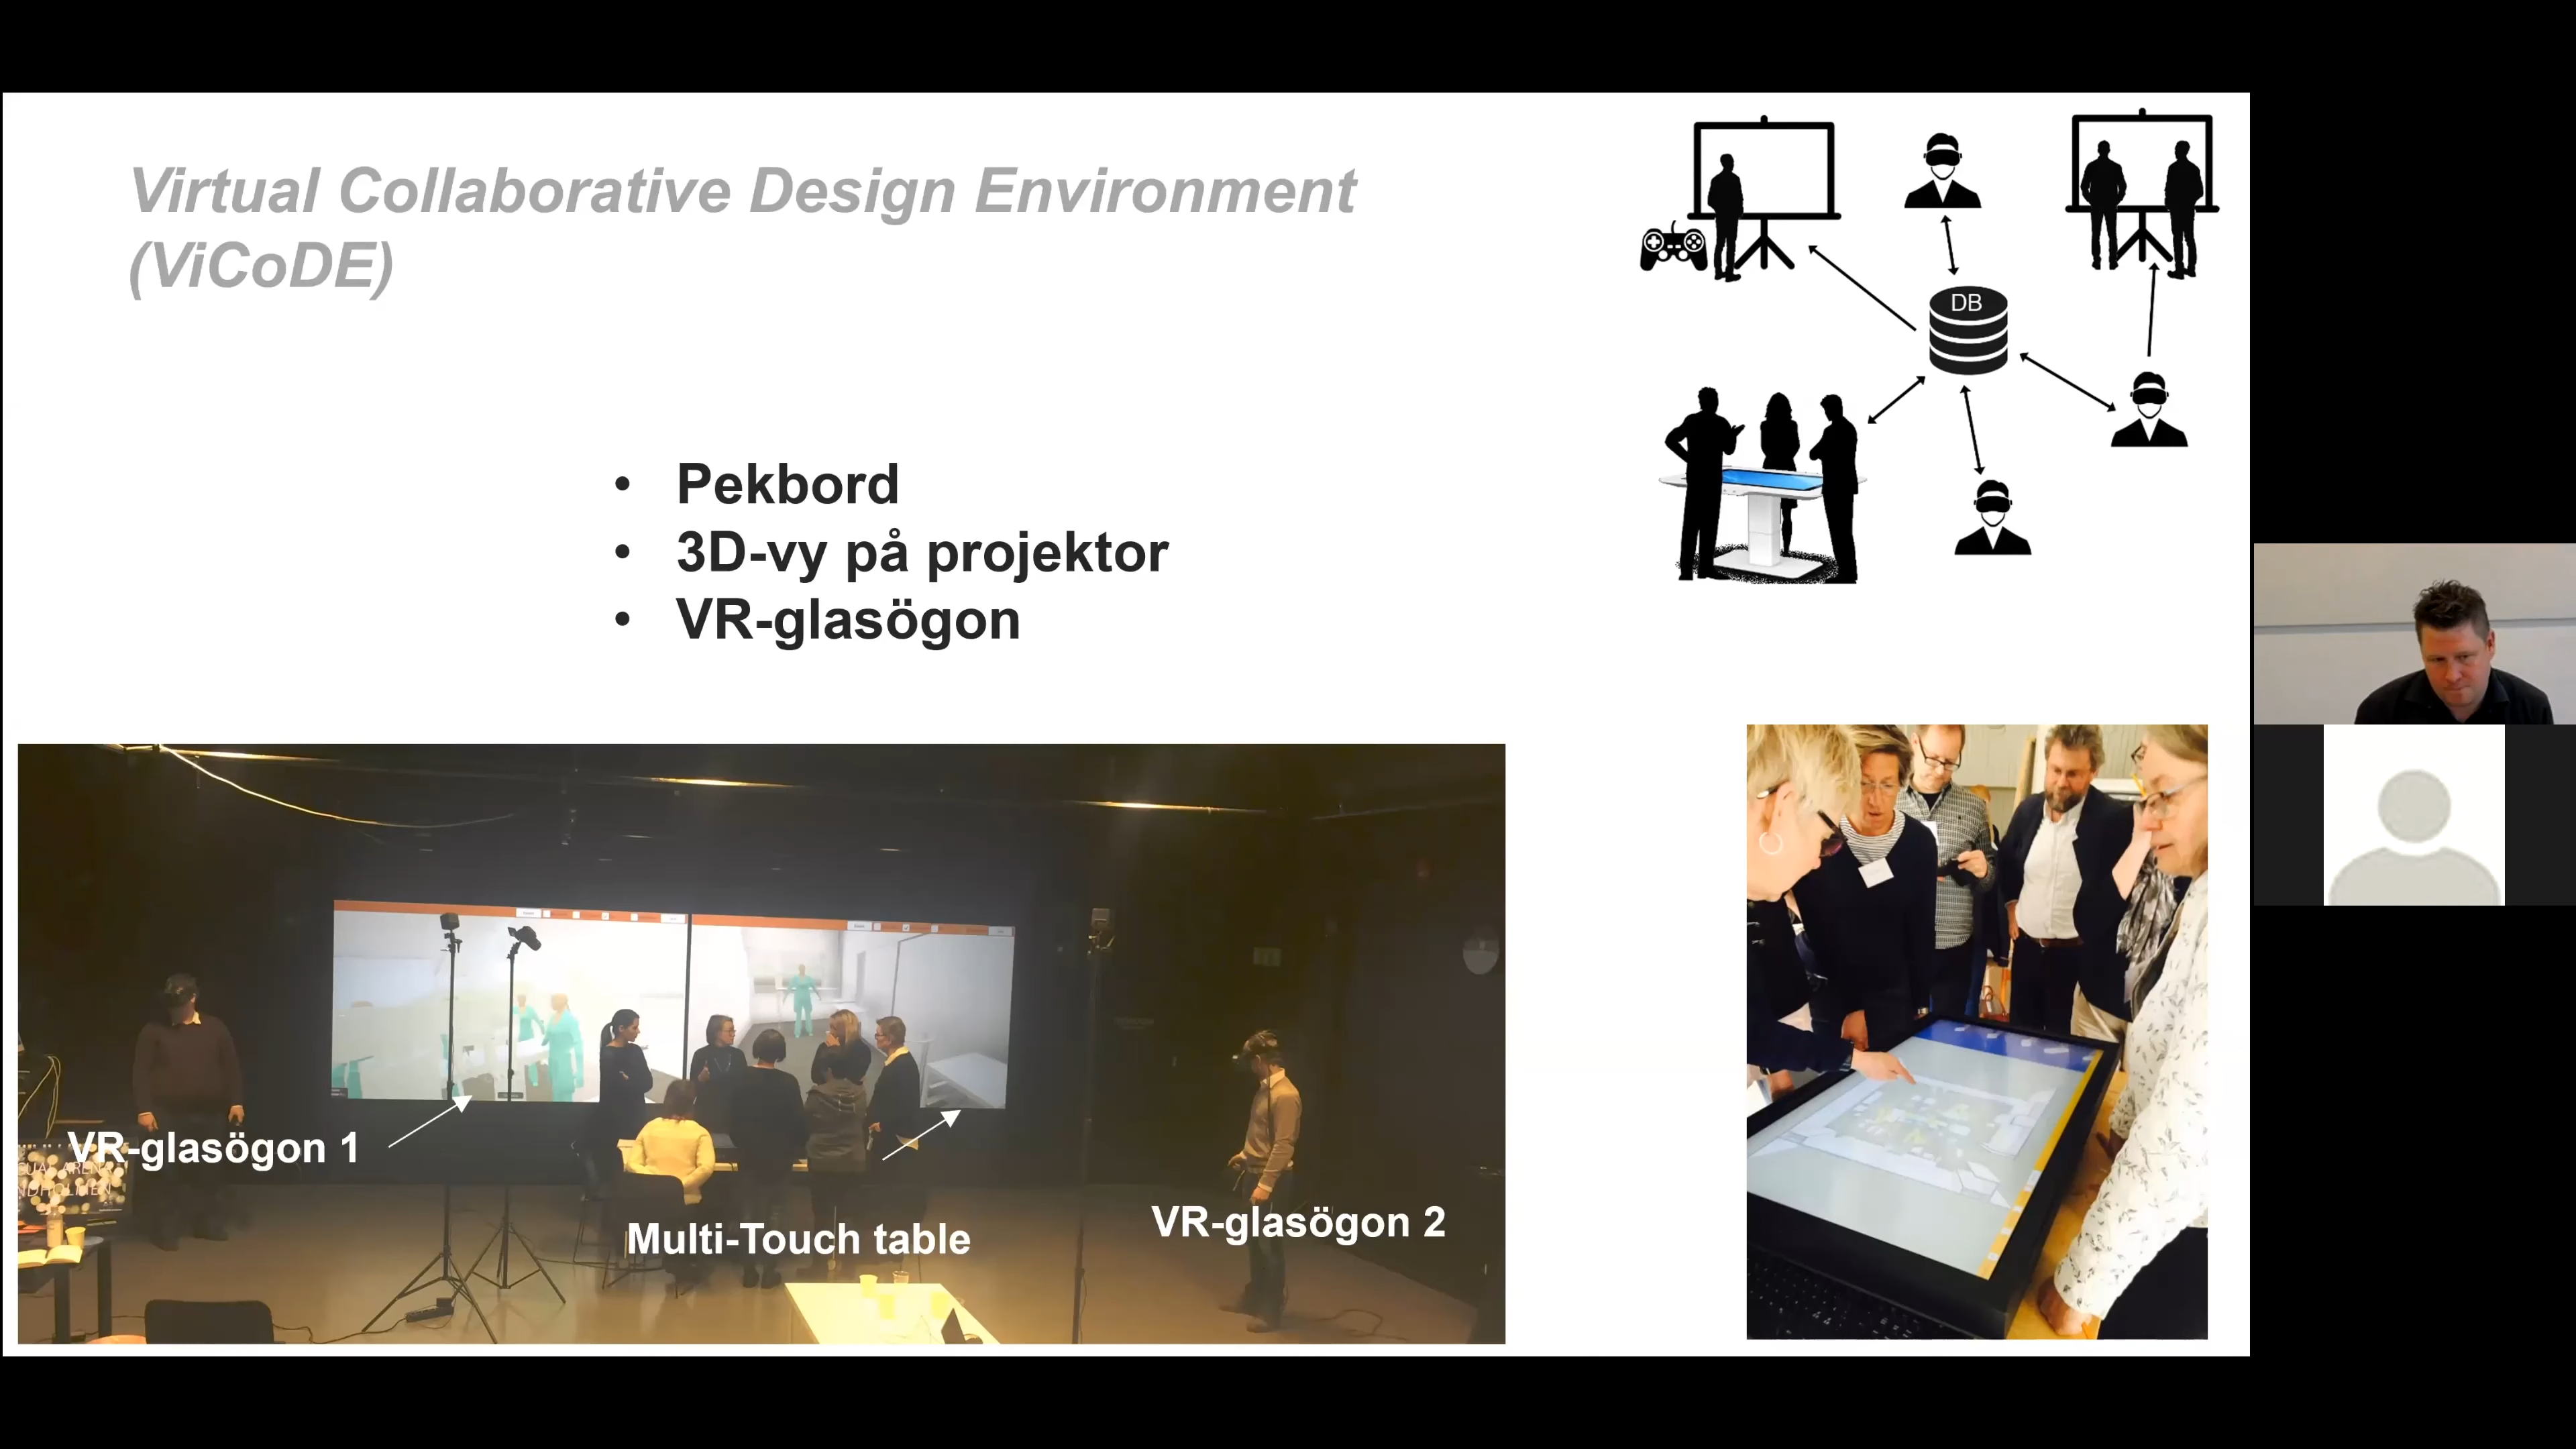 Virtual Collaborative Design Environment
(ViCoDE)
DB
• Pekbord
• 3D-vy på projektor
• VR-glasögon
VR-glasögon 1
Multi-Touch table
VR-glasögon 2